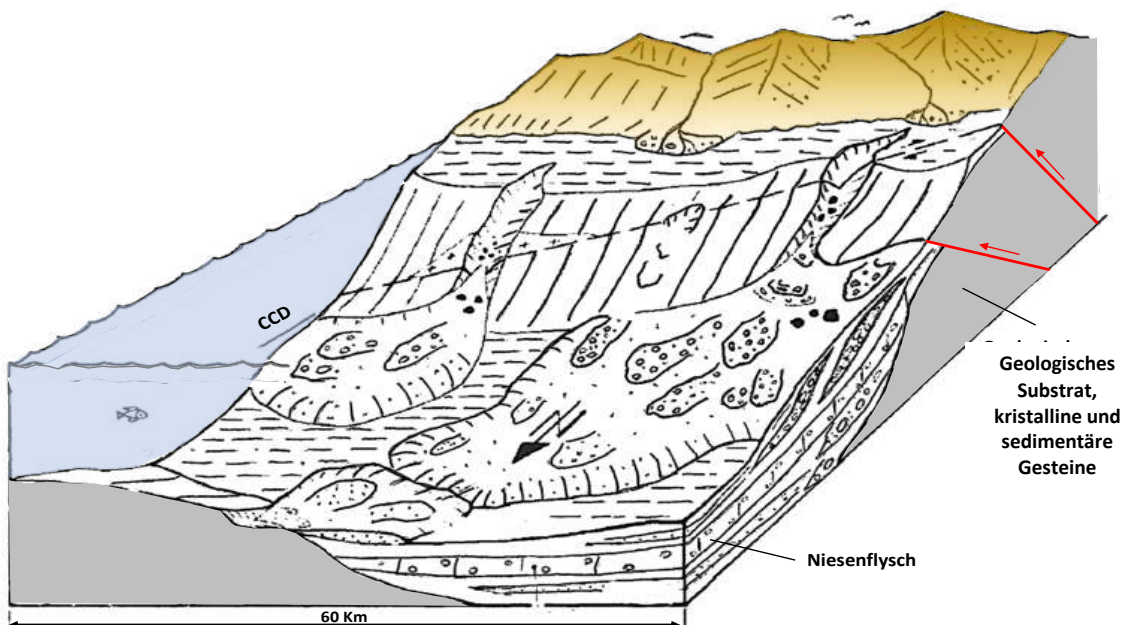 CCD
Geologisches
Substrat,
kristalline und
sedimentäre
Gesteine
Niesenflysch
60 Km